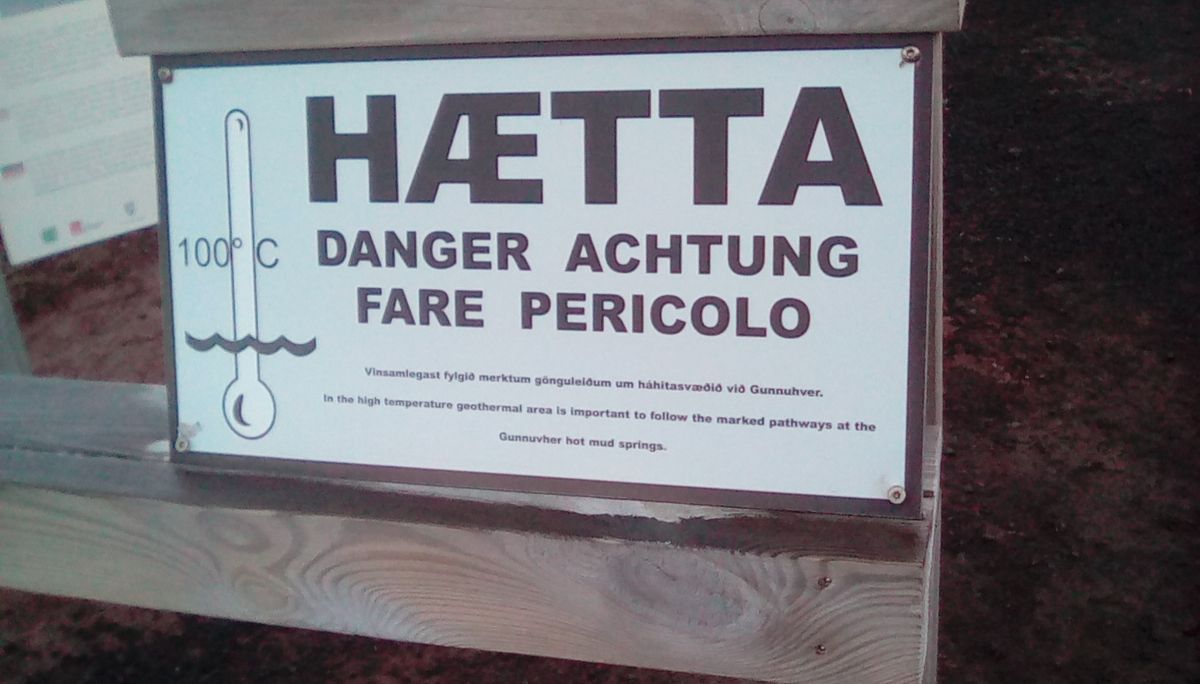 HÆTTA
100° C
DANGER ACHTUNG
FARE PERICOLO
Vinsamlegast fylgið merktum gönguleiðum um háhitasvæðið við Gunnuhver.
In the high temperature geothermal area is important to follow the marked pathways at the
Gunnuvher hot mud springs.